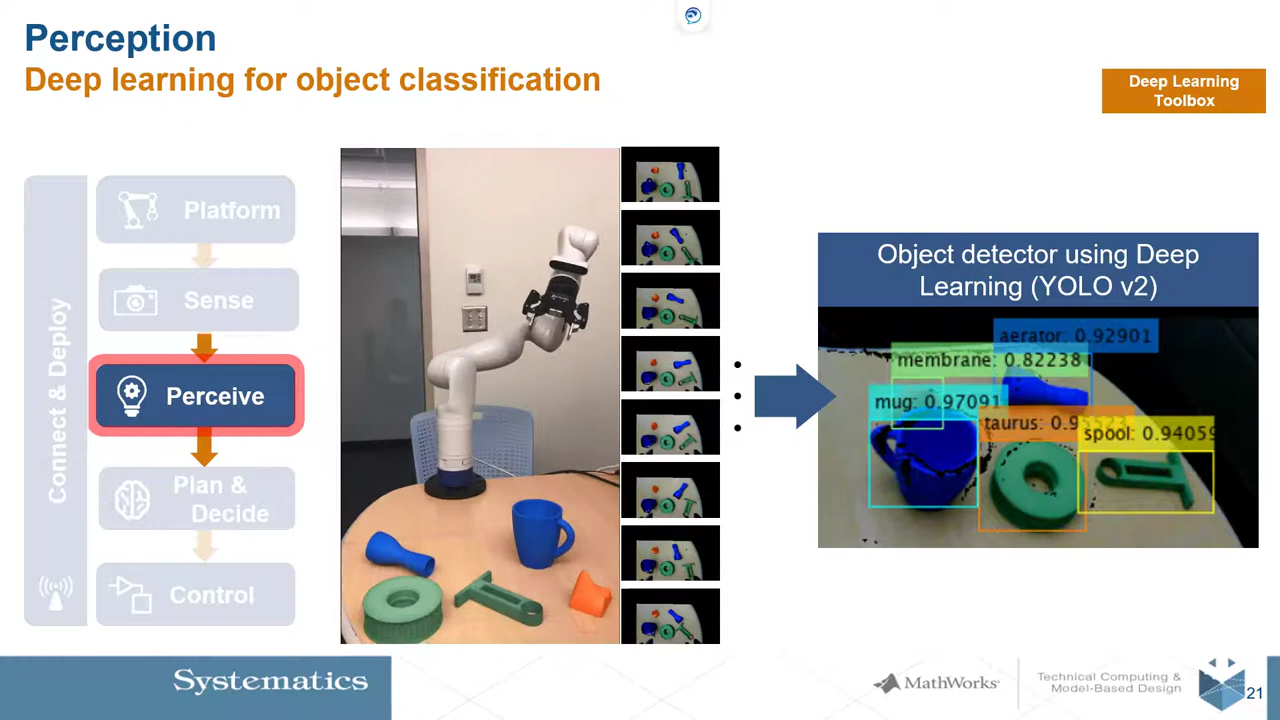 Perception
Deep learning for object classification
Deep Learning
Toolbox
Connect & Deploy
Platform
Sense
Perceive
Plan &
Decide
Control
Object detector using Deep
Learning (YOLO v2)
aerator: 0.92901
membrane: 0.82238
mug: 0.97091
taurus:
spool: 0.94059
Systematics
MathWorks
Technical Computing &
Model-Based Design
21